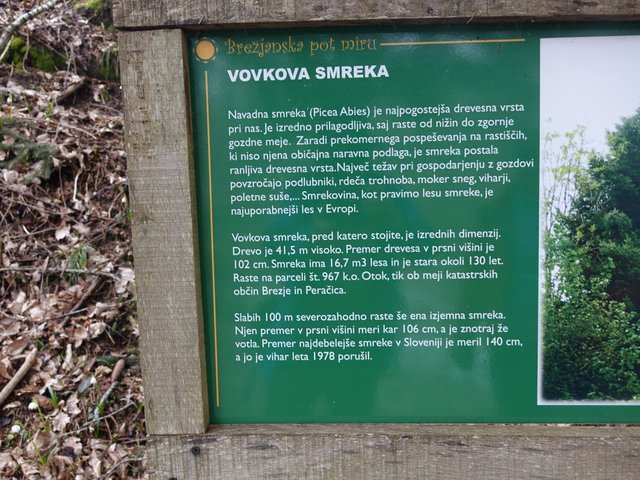 Brezjanska pot miru
VOVKOVA SMREKA
Navadna smreka (Picea Abies) je najpogostejša drevesna vrsta
pri nas. Je izredno prilagodljiva, saj raste od nižin do zgornje
gozdne meje. Zaradi prekomernega pospeševanja na rastiščih,
ki niso njena običajna naravna podlaga, je smreka postala
ranljiva drevesna vrsta. Največ težav pri gospodarjenju z gozdovi
povzročajo podlubniki, rdeča trohnoba, moker sneg, viharji,
poletne suše,... Smrekovina, kot pravimo lesu smreke, je
najuporabnejši les v Evropi.
Vovkova smreka, pred katero stojite, je izrednih dimenzij.
Drevo je 41,5 m visoko. Premer drevesa v prsni višini je
102 cm. Smreka ima 16,7 m3 lesa in je stara okoli 130 let.
Raste na parceli št. 967 k.o. Otok, tik ob meji katastrskih
občin Brezje in Peračica.
Slabih 100 m severozahodno raste še ena izjemna smreka.
Njen premer v prsni višini meri kar 106 cm, a je znotraj že
votla. Premer najdebelejše smreke v Sloveniji je meril 140 cm,
a jo je vihar leta 1978 porušil.